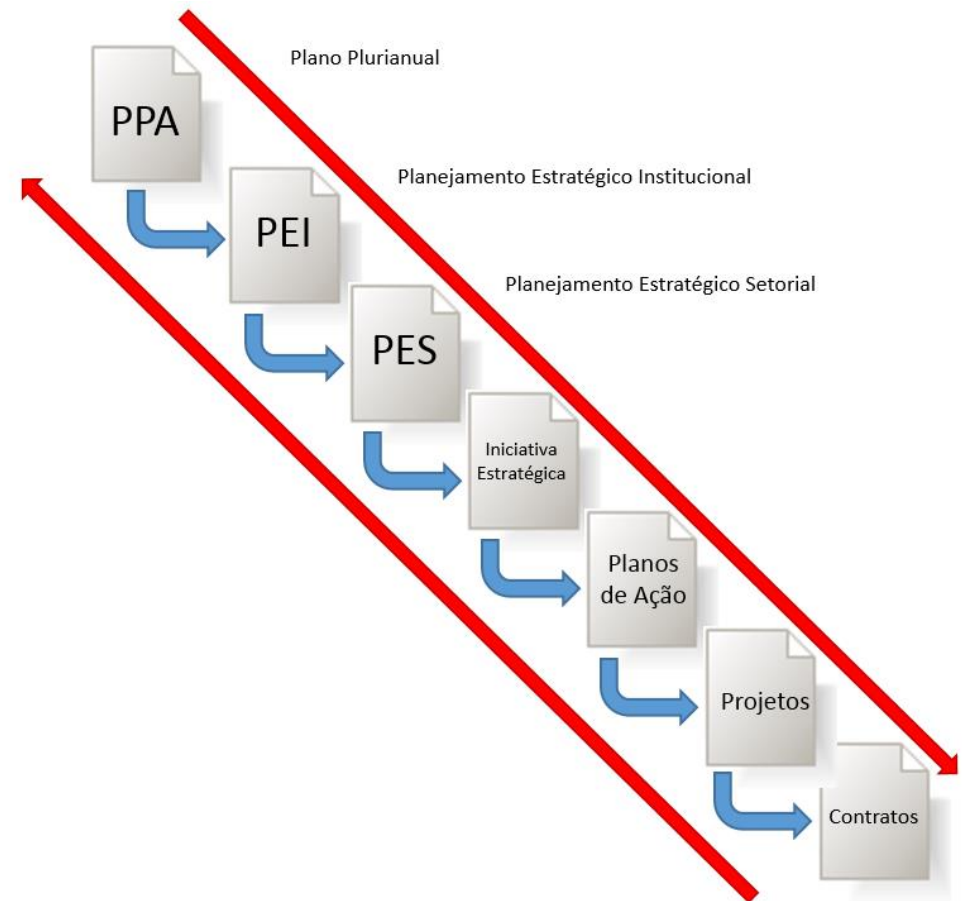 Plano Plurianual
PPA
Planejamento Estratégico Institucional
PEI
Planejamento Estratégico Setorial
PES
Iniciativa
Estratégica
Planos
de Ação
Projetos
Contratos